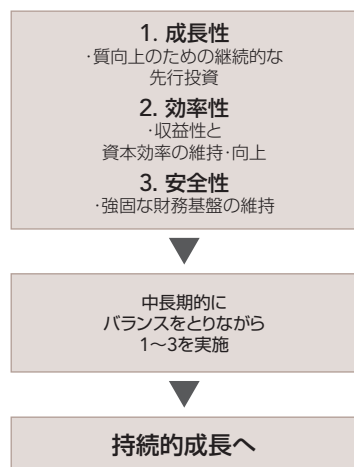 1. 成長性
·質向上のための継続的な
先行投資
2. 効率性
·収益性と
資本効率の維持·向上
3. 安全性
·強固な財務基盤の維持
中長期的に
バランスをとりながら
1〜3を実施
持続的成長へ